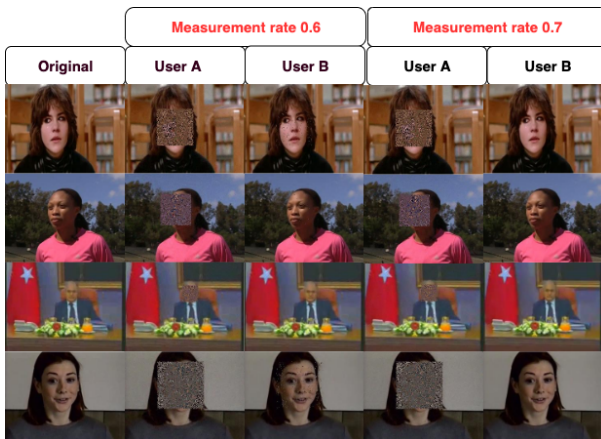 Measurement rate 0.6
Measurement rate 0.7
Original
User A
User B
User A
User B